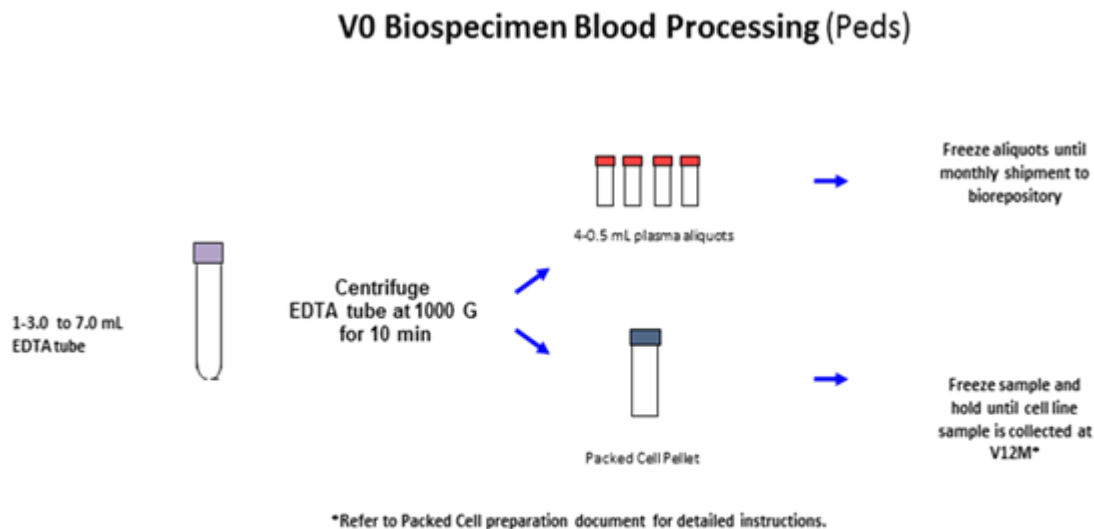 V0 Biospecimen Blood Processing (Peds)
1-3.0 to 7.0 mL
EDTA tube
Centrifuge
EDTA tube at 1000 G
for 10 min
4-0.5 mL plasma aliquots
Freeze aliquots until
monthly shipment to
biorepository
Packed Cell Pellet
Freeze sample and
hold until cell line
sample is collected at
V12M*
*Refer to Packed Cell preparation document for detailed instructions.